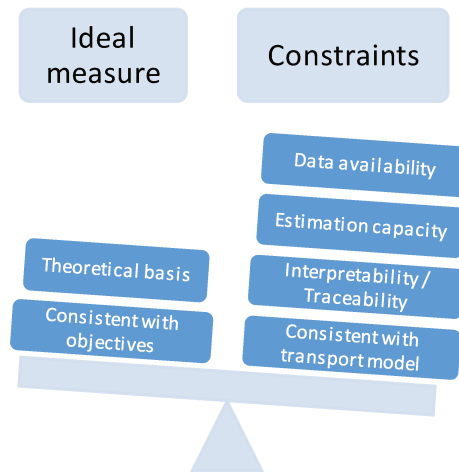 Ideal
measure
Constraints
Theoretical basis
Consistent with
objectives
Data availability
Estimation capacity
Interpretability /
Traceability
Consistent with
transport model